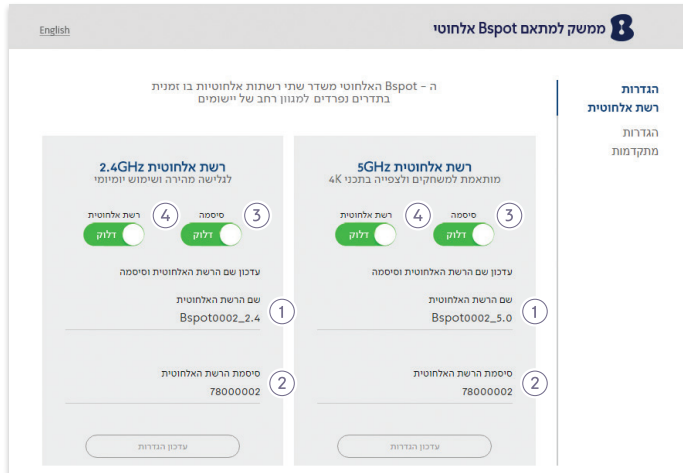 ממשק למתאם Bspot אלחוטי
English
הגדרות
רשת אלחוטית
הגדרות
מתקדמות
ה - Bspot האלחוטי משדר שתי רשתות אלחוטיות בו זמנית
בתדרים נפרדים למגוון רחב של יישומים
רשת אלחוטית 5GHz
מותאמת למשחקים ולצפייה בתכני 4K
3 סיסמה 4 רשת אלחוטית
דלוק דלוק
עדכון שם הרשת האלחוטית וסיסמה
שם הרשת האלחוטית
1 Bspot0002_5.0
סיסמת הרשת האלחוטית
2 78000002
עדכון הגדרות
רשת אלחוטית 2.4GHz
לגלישה מהירה ושימוש יומיומי
3 סיסמה 4 רשת אלחוטית
דלוק דלוק
עדכון שם הרשת האלחוטית וסיסמה
שם הרשת האלחוטית
1 Bspot0002_2.4
סיסמת הרשת האלחוטית
2 78000002
עדכון הגדרות